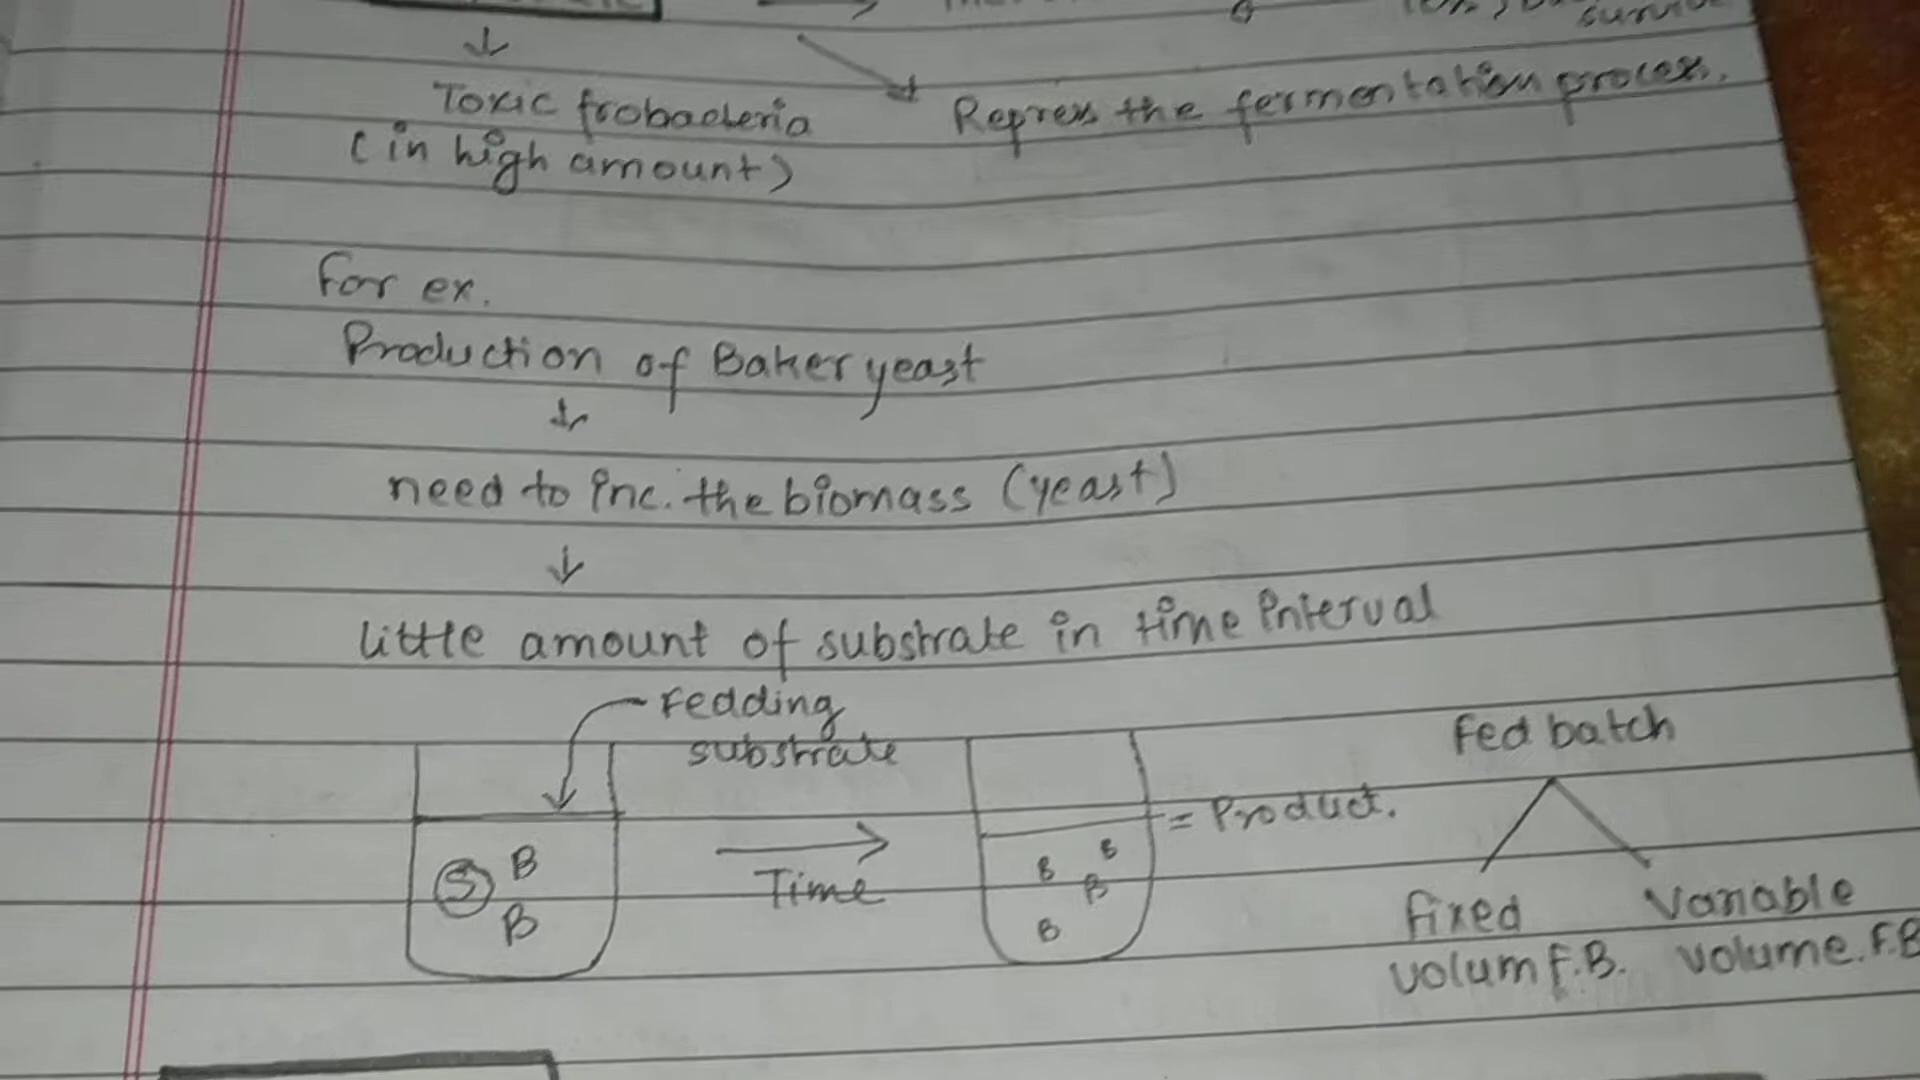 Toxic for bacteria
(in high amount)
Repress the fermentation process.
For ex.
Production of Baker yeast
need to inc. the biomass (yeast)
little amount of substrate in time interval
Fedding
substrate
S B
B
Time
B B
B
B
= Product.
Fed batch
fixed
volum F.B.
Variable
volume. F.B